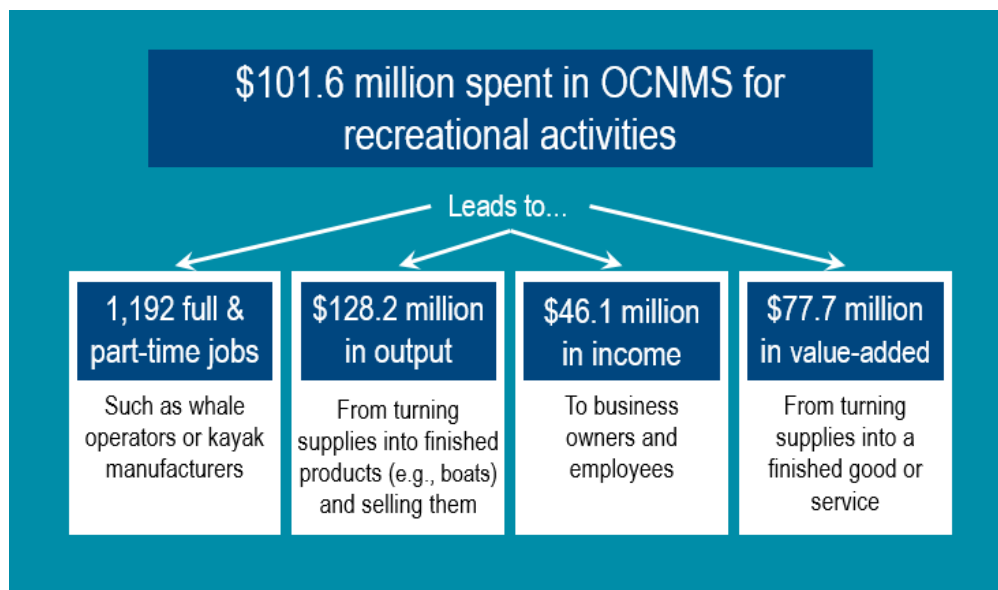 $101.6 million spent in OCNMS for
recreational activities
Leads to...
1,192 full &
part-time jobs
Such as whale
operators or kayak
manufacturers
$128.2 million
in output
From turning
supplies into finished
products (e.g., boats)
and selling them
$46.1 million
in income
To business
owners and
employees
$77.7 million
in value-added
From turning
supplies into a
finished good or
service